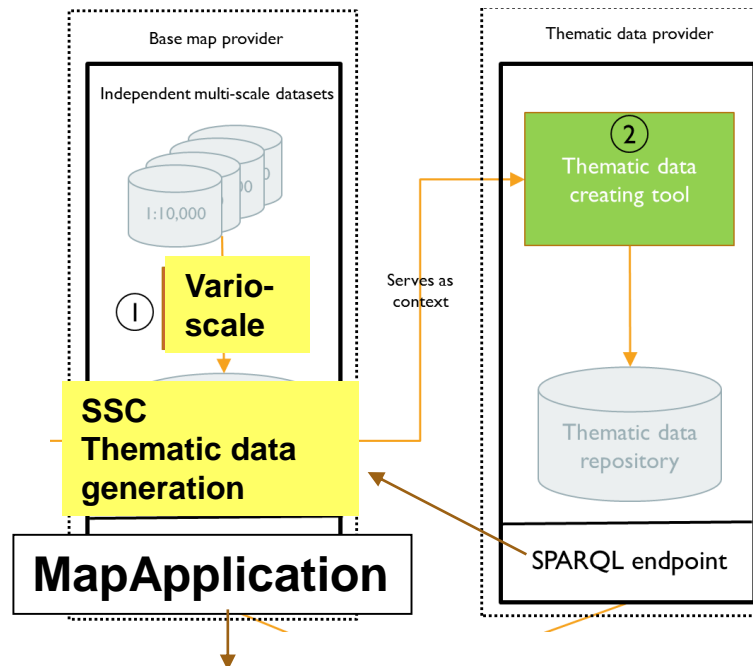 Base map provider
Independent multi-scale datasets
1:10,000
1
Vario-
scale
SSC
Thematic data
generation
MapApplication
Serves as
context
Thematic data provider
2
Thematic data
creating tool
Thematic data
repository
SPARQL endpoint